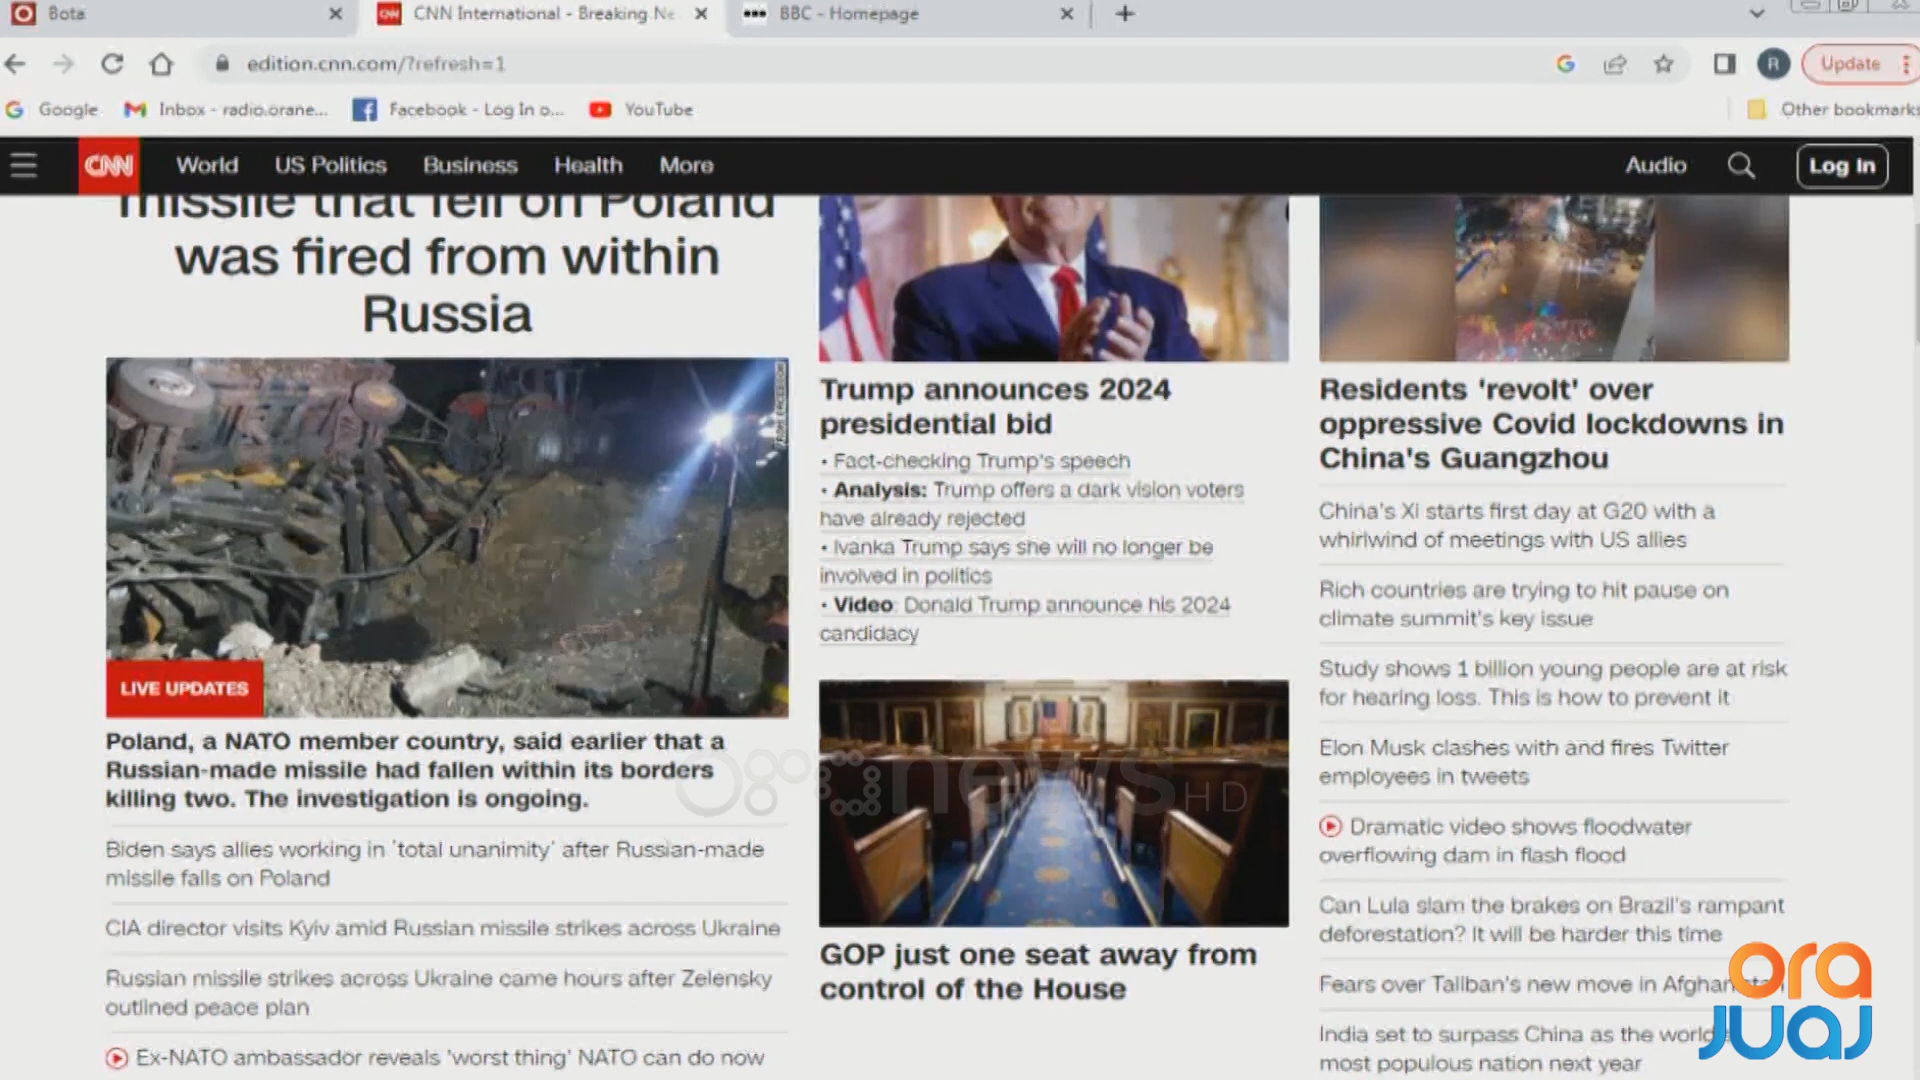 Bota
CNN International - Breaking Ne
BBC - Homepage
edition.cnn.com/?refresh=1
R
Update
Google
Inbox - radio.orane...
Facebook - Log In o...
YouTube
Other bookmarks
CNN
World
US Politics
Business
Health
More
Audio
Log In
missile that fell on Poland
was fired from within
Russia
LIVE UPDATES
Poland, a NATO member country, said earlier that a
Russian-made missile had fallen within its borders
killing two. The investigation is ongoing.
Biden says allies working in 'total unanimity' after Russian-made
missile falls on Poland
CIA director visits Kyiv amid Russian missile strikes across Ukraine
Russian missile strikes across Ukraine came hours after Zelensky
outlined peace plan
Ex-NATO ambassador reveals 'worst thing' NATO can do now
Trump announces 2024
presidential bid
• Fact-checking Trump's speech
• Analysis: Trump offers a dark vision voters
have already rejected
• Ivanka Trump says she will no longer be
involved in politics
• Video: Donald Trump announce his 2024
candidacy
GOP just one seat away from
control of the House
Residents 'revolt' over
oppressive Covid lockdowns in
China's Guangzhou
China's Xi starts first day at G20 with a
whirlwind of meetings with US allies
Rich countries are trying to hit pause on
climate summit's key issue
Study shows 1 billion young people are at risk
for hearing loss. This is how to prevent it
Elon Musk clashes with and fires Twitter
employees in tweets
Dramatic video shows floodwater
overflowing dam in flash flood
Can Lula slam the brakes on Brazil's rampant
deforestation? It will be harder this time
Fears over Taliban's new move in Afghan
India set to surpass China as the world
most populous nation next year
news HD
ora
JUAJ